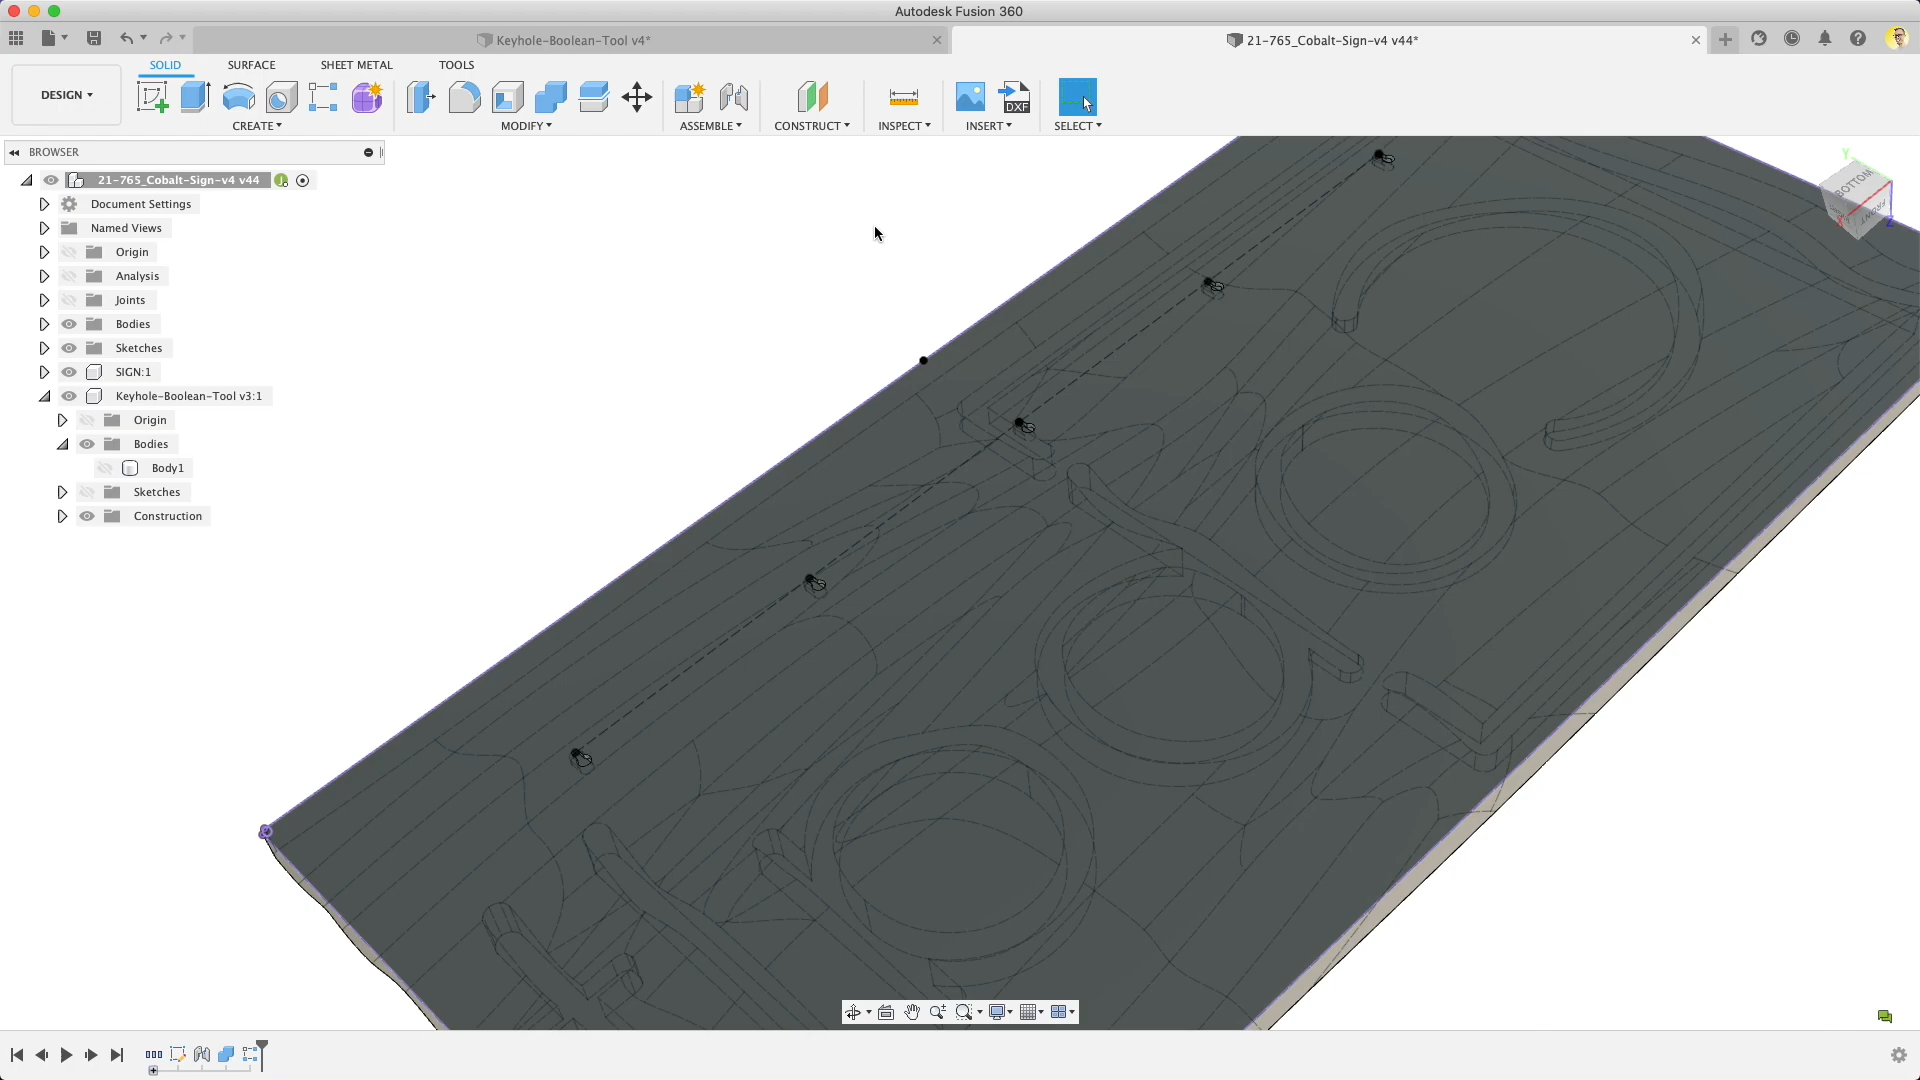 Autodesk Fusion 360
Keyhole-Boolean-Tool v4*
21-765_Cobalt-Sign-v4 v44*
SOLID
SURFACE
SHEET METAL
TOOLS
DESIGN
CREATE
MODIFY
ASSEMBLE
CONSTRUCT
INSPECT
DXF
INSERT
SELECT
BROWSER
21-765_Cobalt-Sign-v4 v44
Document Settings
Named Views
Origin
Analysis
Joints
Bodies
Sketches
SIGN:1
Keyhole-Boolean-Tool v3:1
Origin
Bodies
Body1
Sketches
Construction
Y
BOTTOM
FRONT
X
Z